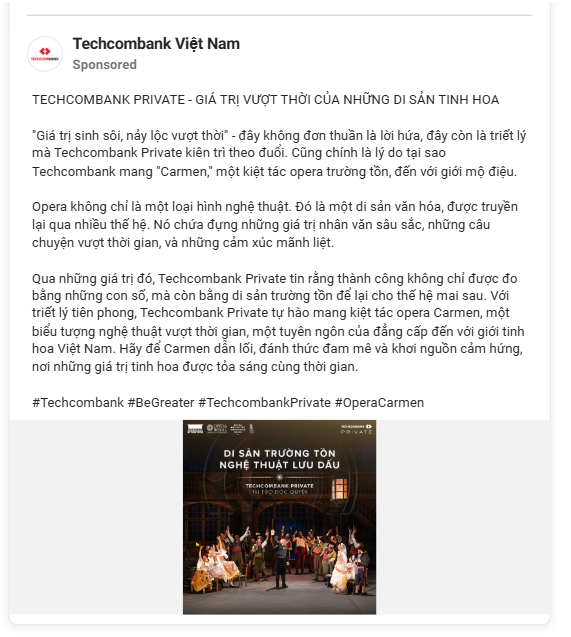 Techcombank Việt Nam
Sponsored
TECHCOMBANK PRIVATE - GIÁ TRỊ VƯỢT THỜI CỦA NHỮNG DI SẢN TINH HOA
"Giá trị sinh sôi, nảy lộc vượt thời" - đây không đơn thuần là lời hứa, đây còn là triết lý
mà Techcombank Private kiên trì theo đuổi. Cũng chính là lý do tại sao
Techcombank mang "Carmen," một kiệt tác opera trường tồn, đến với giới mộ điệu.
Opera không chỉ là một loại hình nghệ thuật. Đó là một di sản văn hóa, được truyền
lại qua nhiều thế hệ. Nó chứa đựng những giá trị nhân văn sâu sắc, những câu
chuyện vượt thời gian, và những cảm xúc mãnh liệt.
Qua những giá trị đó, Techcombank Private tin rằng thành công không chỉ được đo
bằng những con số, mà còn bằng di sản trường tồn để lại cho thế hệ mai sau. Với
triết lý tiên phong, Techcombank Private tự hào mang kiệt tác opera Carmen, một
biểu tượng nghệ thuật vượt thời gian, một tuyên ngôn của đẳng cấp đến với giới tinh
hoa Việt Nam. Hãy để Carmen dẫn lối, đánh thức đam mê và khơi nguồn cảm hứng,
nơi những giá trị tinh hoa được tỏa sáng cùng thời gian.
#Techcombank #BeGreater #TechcombankPrivate #OperaCarmen
TECHCOMBANK
PRIVATE
DI SẢN TRƯỜNG TỒN
NGHỆ THUẬT LƯU DẤU
TECHCOMBANK PRIVATE
TÀI TRỢ ĐỘC QUYỀN